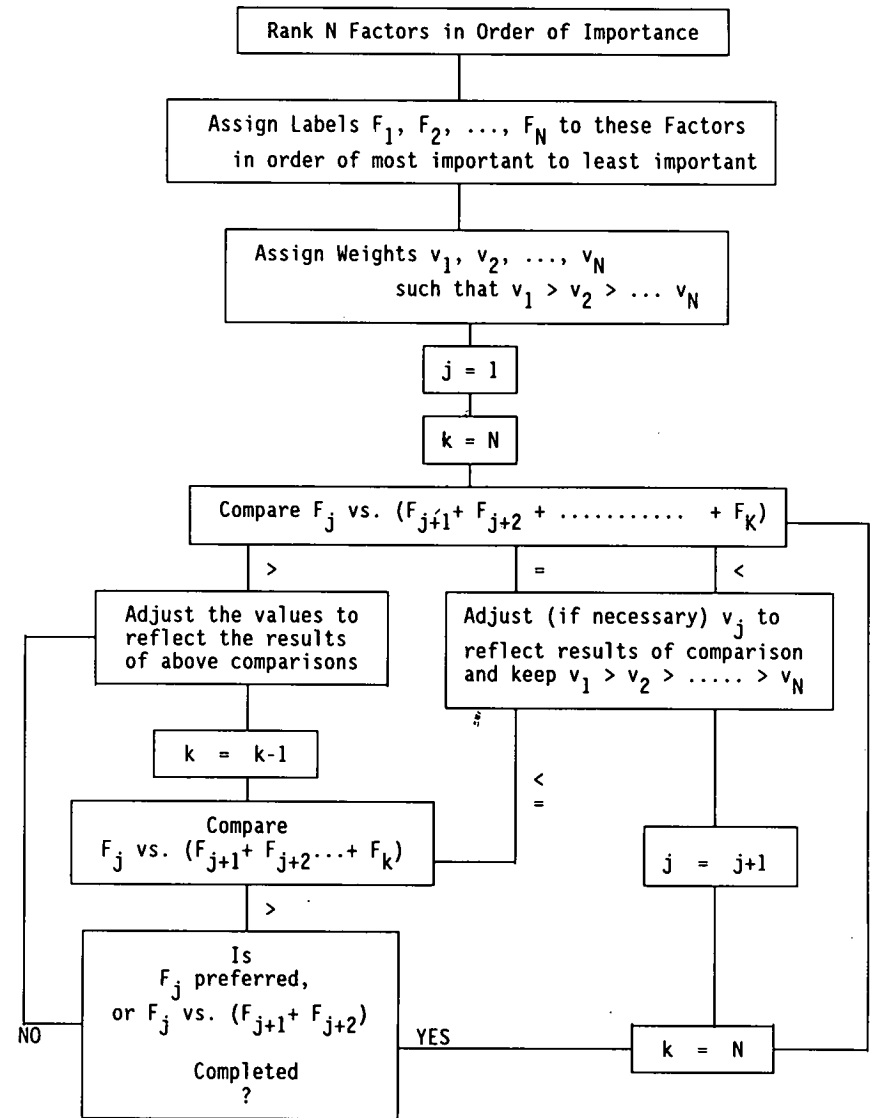 Rank N Factors in Order of Importance
Assign Labels F1, F2, ..., FN to these Factors
in order of most important to least important
Assign Weights v1, v2, ..., vN
such that v1 > v2 > ... vN
j = 1
k = N
Compare Fj vs. (Fj+1+ Fj+2 + ........... + FK)
> = <
Adjust the values to
reflect the results
of above comparisons
Adjust (if necessary) vj to
reflect results of comparison
and keep v1 > v2 > ..... > vN
k = k-1
<
=
Compare
Fj vs. (Fj+1+ Fj+2...+ Fk)
j = j+1
>
Is
Fj preferred,
or Fj vs. (Fj+1+ Fj+2)
Completed
?
NO
YES
k = N